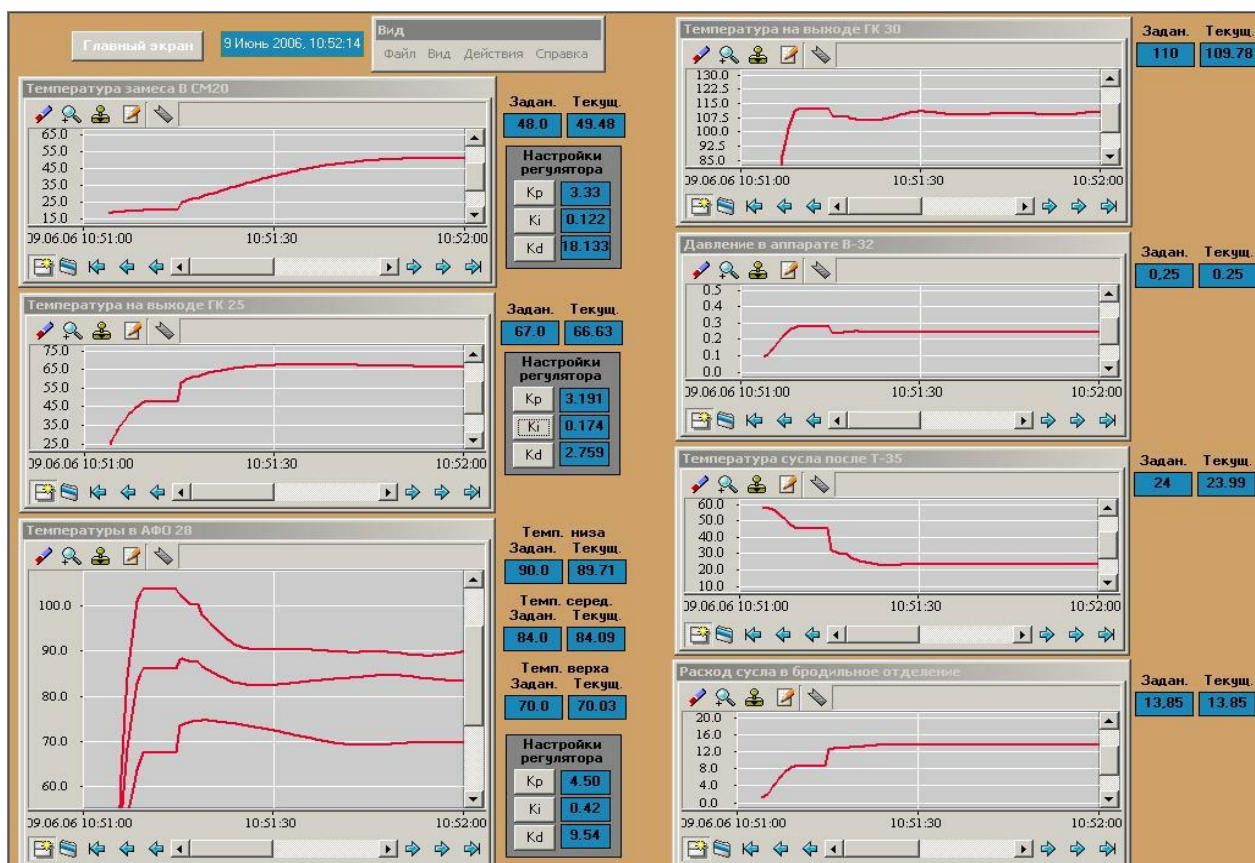 Главный экран
9 Июнь 2006, 10:52:14
Вид
Файл Вид Действия Справка
Температура замеса В СМ20
65.0
55.0
45.0
35.0
25.0
15.0
09.06.06 10:51:00 10:51:30 10:52:00
Задан. Текущ.
48.0 49.48
Настройки
регулятора
Kp 3.33
Ki 0.122
Kd 18.133
Температура на выходе ГК 25
75.0
65.0
55.0
45.0
35.0
25.0
09.06.06 10:51:00 10:51:30 10:52:00
Задан. Текущ.
67.0 66.63
Настройки
регулятора
Kp 3.191
Ki 0.174
Kd 2.759
Температуры в АФО 28
100.0
90.0
80.0
70.0
60.0
09.06.06 10:51:00 10:51:30 10:52:00
Темп. низа
Задан. Текущ.
90.0 89.71
Темп. серед.
Задан. Текущ.
84.0 84.09
Темп. верха
Задан. Текущ.
70.0 70.03
Настройки
регулятора
Kp 4.50
Ki 0.42
Kd 9.54
Температура на выходе ГК 30
130.0
122.5
115.0
107.5
100.0
92.5
85.0
09.06.06 10:51:00 10:51:30 10:52:00
Задан. Текущ.
110 109.78
Давление в аппарате В-32
0.5
0.4
0.3
0.2
0.1
0.0
09.06.06 10:51:00 10:51:30 10:52:00
Задан. Текущ.
0,25 0.25
Температура сусла после Т-35
60.0
50.0
40.0
30.0
20.0
10.0
09.06.06 10:51:00 10:51:30 10:52:00
Задан. Текущ.
24 23.99
Расход сусла в бродильное отделение
20.0
16.0
12.0
8.0
4.0
0.0
09.06.06 10:51:00 10:51:30 10:52:00
Задан. Текущ.
13,85 13.85